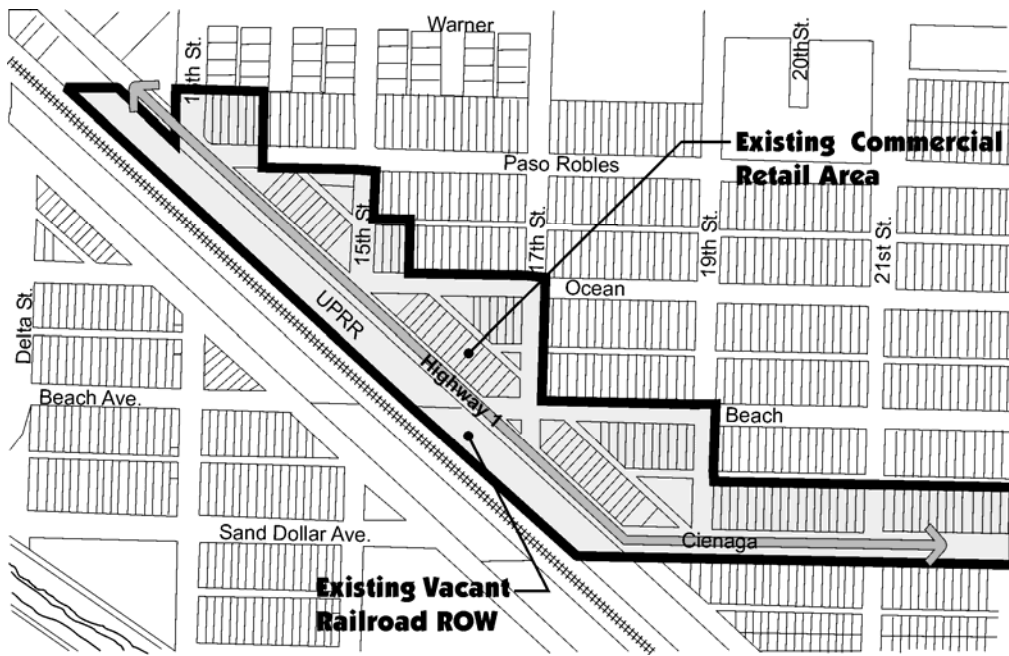 Warner
20th St.
Existing Commercial
Retail Area
Paso Robles
15th St.
17th St.
19th St.
21st St.
Ocean
UPRR
Delta St.
Highway 1
Beach Ave.
Beach
Sand Dollar Ave.
Cienaga
Existing Vacant
Railroad ROW